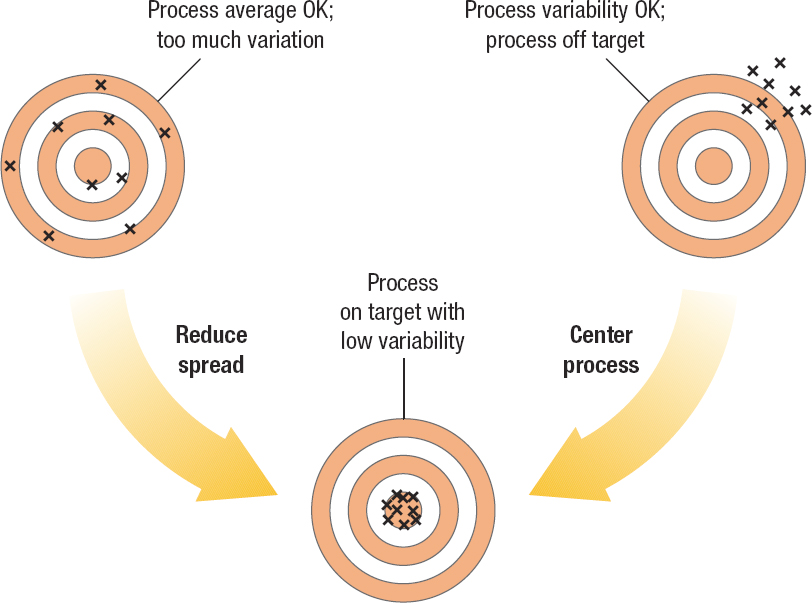 Process average OK;
too much variation
Process variability OK;
process off target
Process
on target with
low variability
Reduce
spread
Center
process